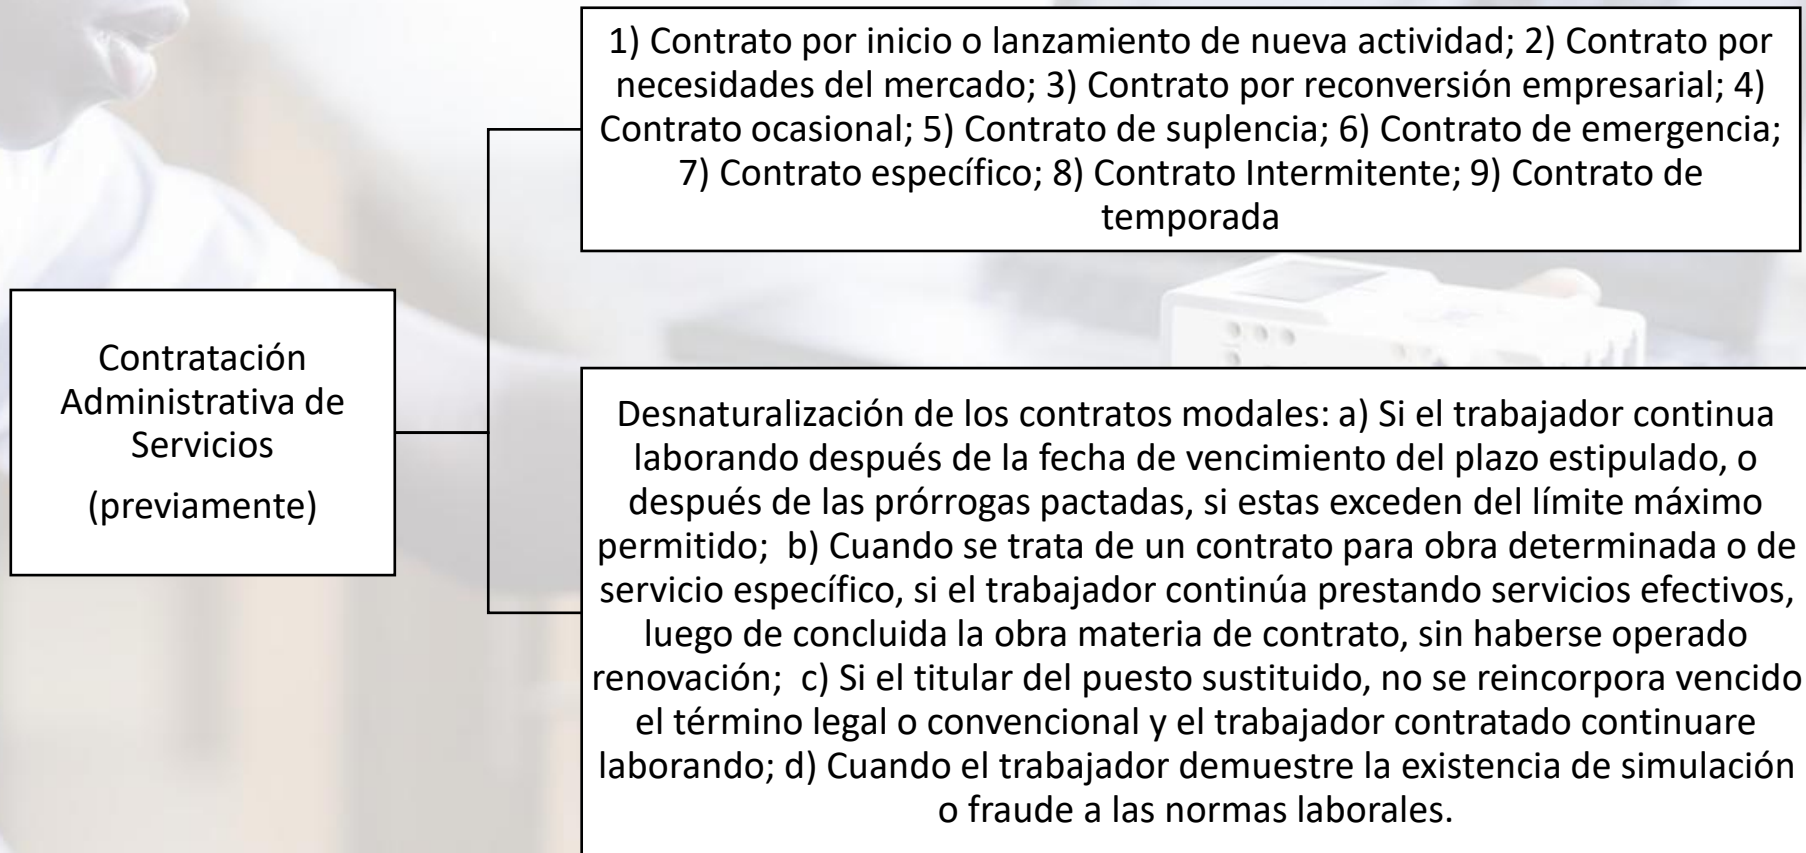 1) Contrato por inicio o lanzamiento de nueva actividad; 2) Contrato por
necesidades del mercado; 3) Contrato por reconversión empresarial; 4)
Contrato ocasional; 5) Contrato de suplencia; 6) Contrato de emergencia;
7) Contrato específico; 8) Contrato Intermitente; 9) Contrato de
temporada
Contratación
Administrativa de
Servicios
(previamente)
Desnaturalización de los contratos modales: a) Si el trabajador continua
laborando después de la fecha de vencimiento del plazo estipulado, o
después de las prórrogas pactadas, si estas exceden del límite máximo
permitido; b) Cuando se trata de un contrato para obra determinada o de
servicio específico, si el trabajador continúa prestando servicios efectivos,
luego de concluida la obra materia de contrato, sin haberse operado
renovación; c) Si el titular del puesto sustituido, no se reincorpora vencido
el término legal o convencional y el trabajador contratado continuare
laborando; d) Cuando el trabajador demuestre la existencia de simulación
o fraude a las normas laborales.